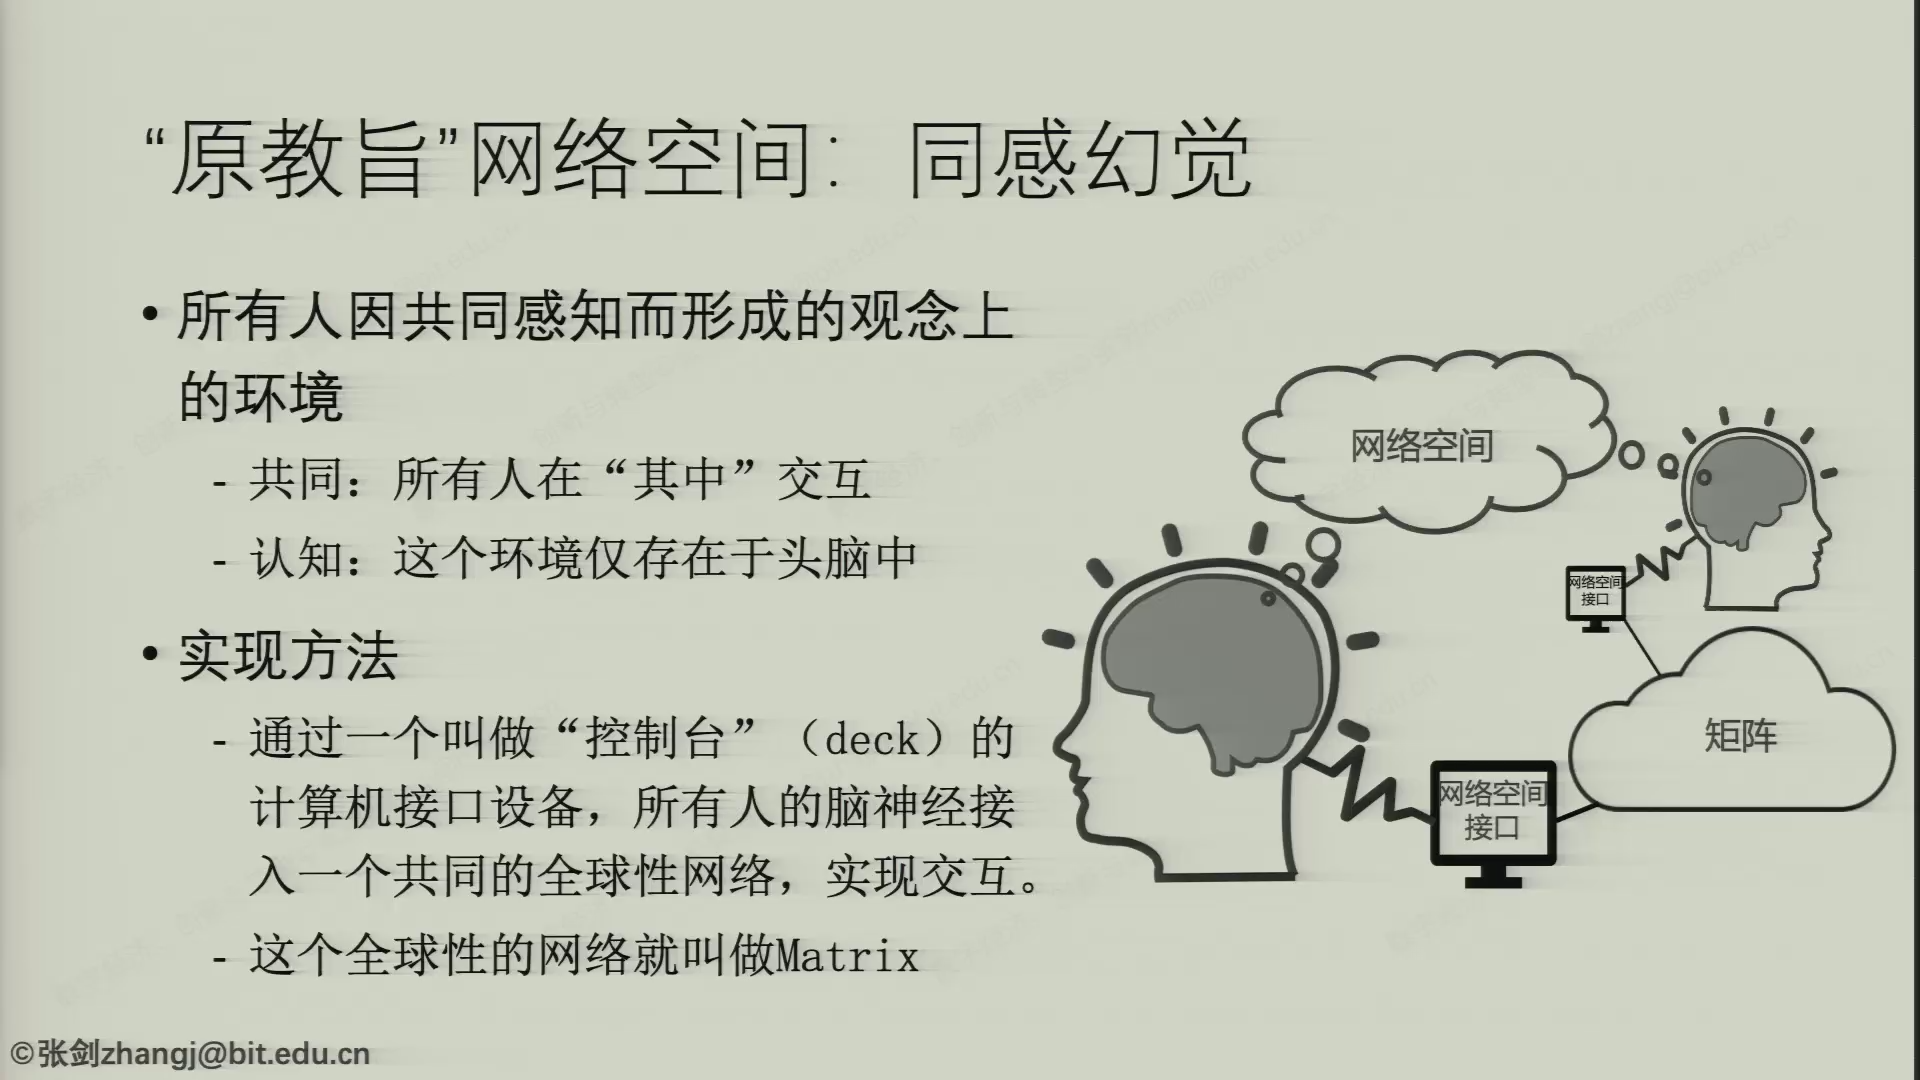 “原教旨”网络空间：同感幻觉
• 所有人因共同感知而形成的观念上
的环境
- 共同：所有人在“其中”交互
- 认知：这个环境仅存在于头脑中
• 实现方法
- 通过一个叫做“控制台”（deck）的
计算机接口设备，所有人的脑神经接
入一个共同的全球性网络，实现交互。
- 这个全球性的网络就叫做Matrix
网络空间
网络空间
接口
矩阵
网络空间
接口
©张剑zhangj@bit.edu.cn